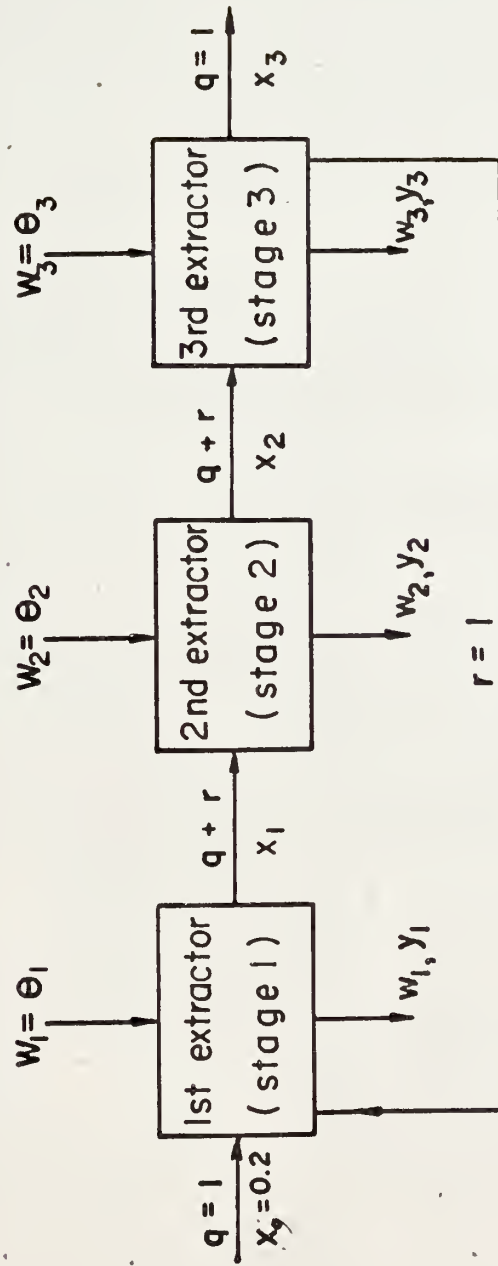 W₁ = θ₁
W₂ = θ₂
W₃ = θ₃
q = 1
x₀ = 0.2
1st extractor
(stage 1)
q + r
x₁
2nd extractor
(stage 2)
q + r
x₂
3rd extractor
(stage 3)
q = 1
x₃
w₁, y₁
w₂, y₂
w₃, y₃
r = 1